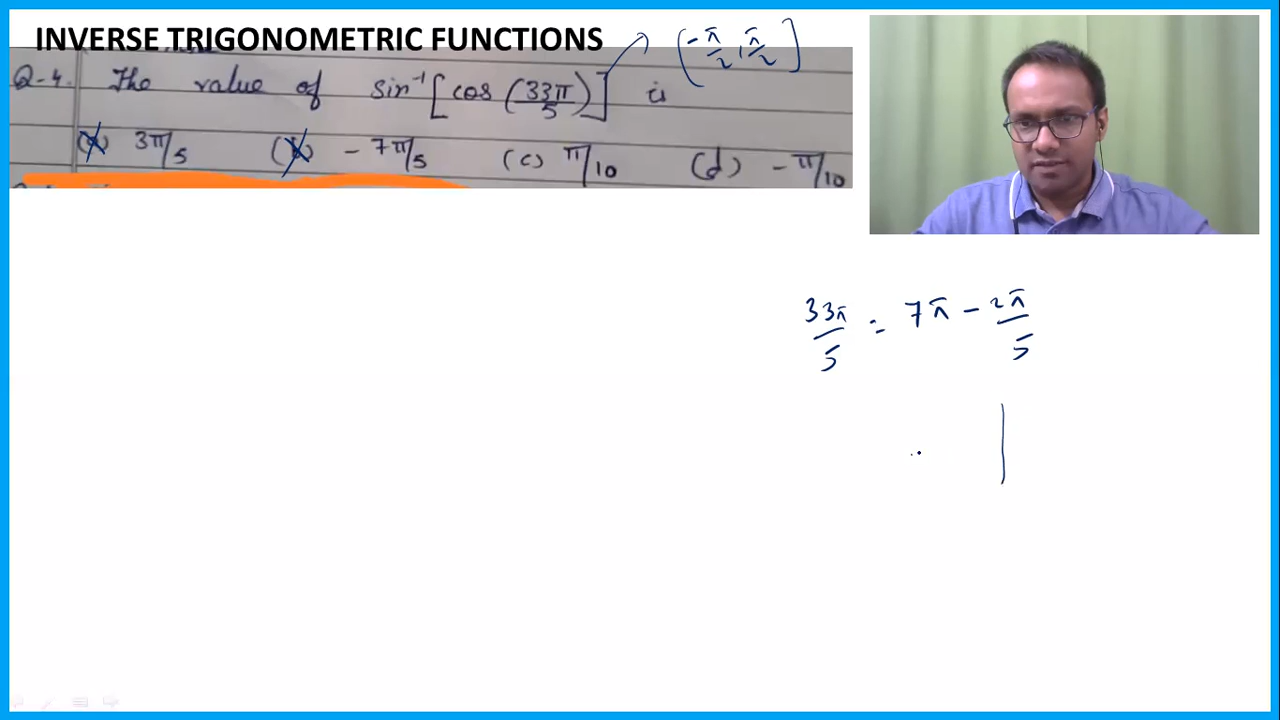 INVERSE TRIGONOMETRIC FUNCTIONS
(-π/2, π/2]
Q-4. The value of sin⁻¹[cos(33π/5)] is
(a) 3π/5 (b) -7π/5 (c) π/10 (d) -π/10
33π/5 = 7π - 2π/5